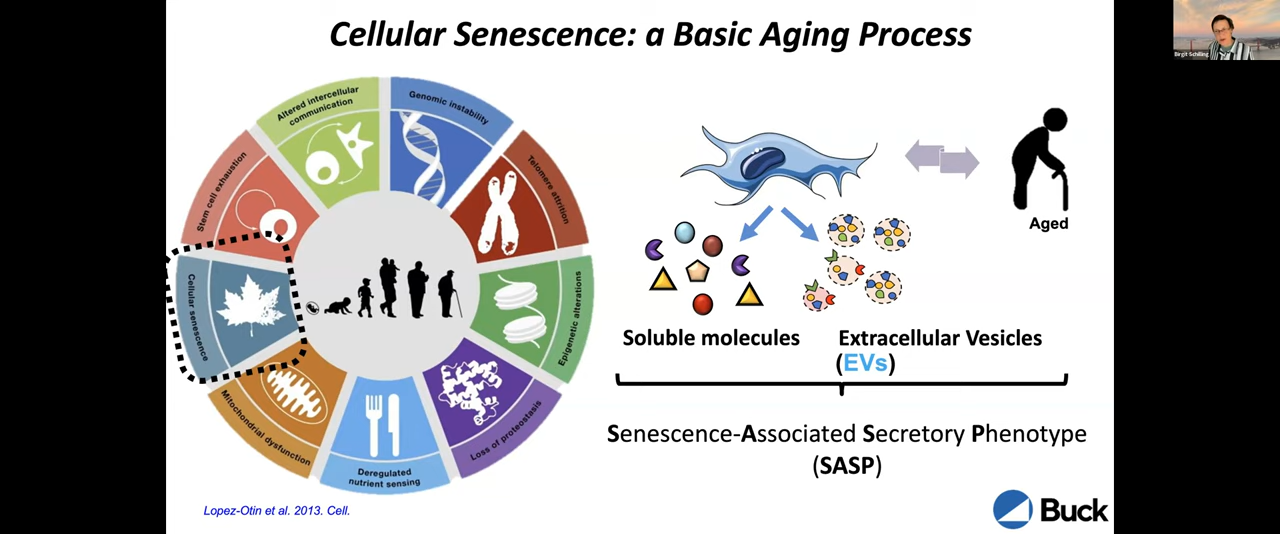 Cellular Senescence: a Basic Aging Process
Birgit Schilling
Altered intercellular
communication
Genomic instability
Telomere attrition
Epigenetic alterations
Loss of proteostasis
Deregulated
nutrient sensing
Mitochondrial dysfunction
Cellular senescence
Stem cell exhaustion
Aged
Soluble molecules
Extracellular Vesicles
(EVs)
Senescence-Associated Secretory Phenotype
(SASP)
Lopez-Otin et al. 2013. Cell.
Buck